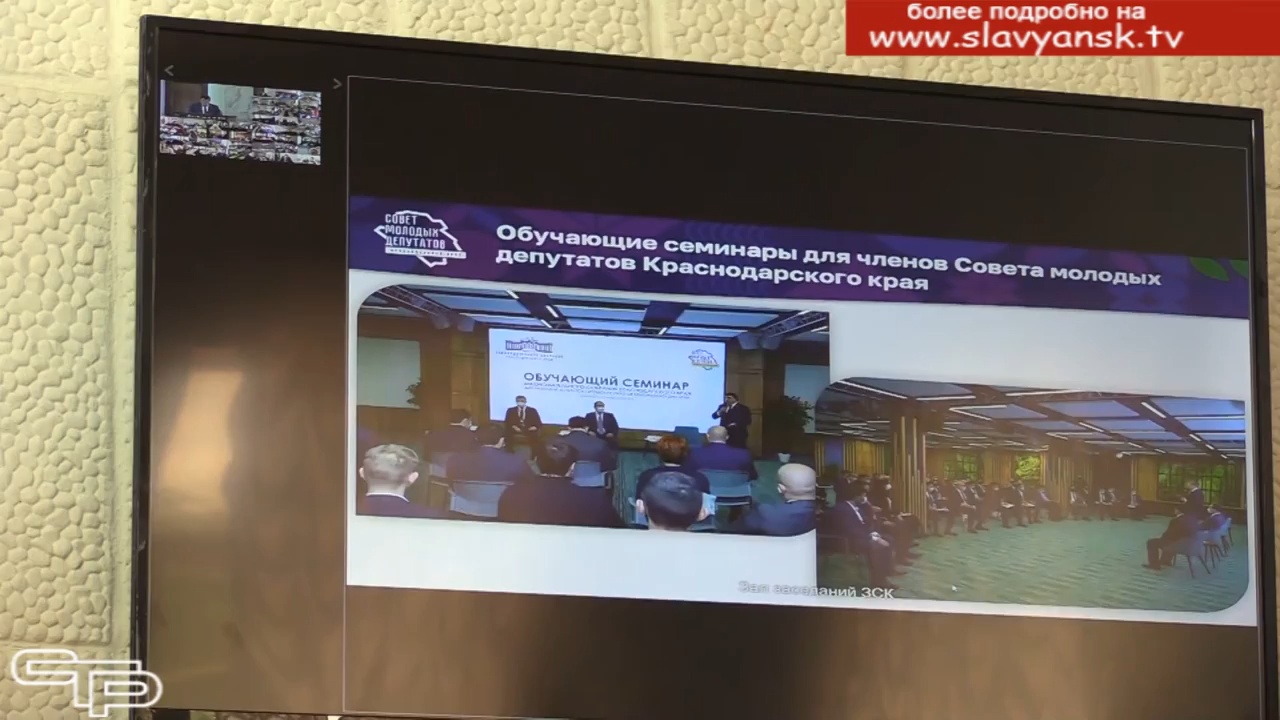 более подробно на
www.slavyansk.tv
СОВЕТ
МОЛОДЫХ
ДЕПУТАТОВ
Обучающие семинары для членов Совета молодых
депутатов Краснодарского края
ОБУЧАЮЩИЙ СЕМИНАР
Зал заседаний ЗСК
СТР